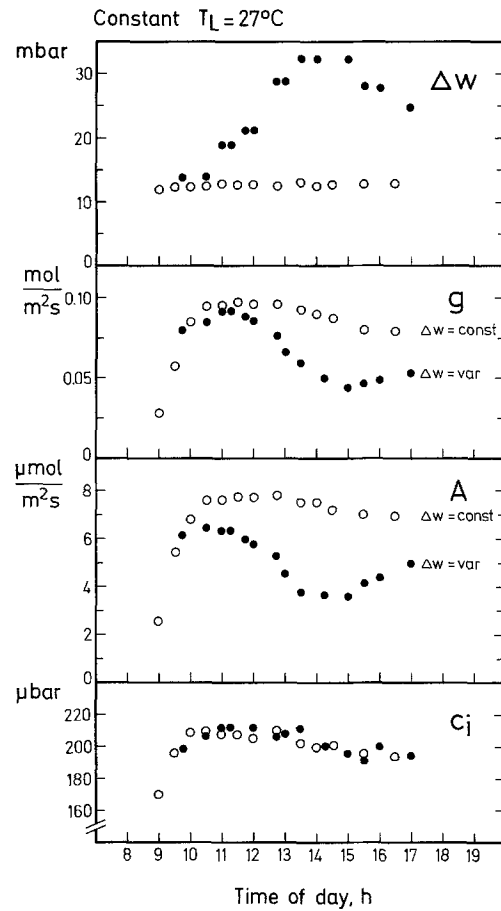 Constant T_L = 27°C
mbar
Δw
30
20
10
0
mol
m²s
g
0.10
Δw = const
0.05
Δw = var
0
µmol
m²s
A
8
Δw = const
6
Δw = var
4
2
0
µbar
c_i
220
200
180
160
8 9 10 11 12 13 14 15 16 17 18 19
Time of day, h